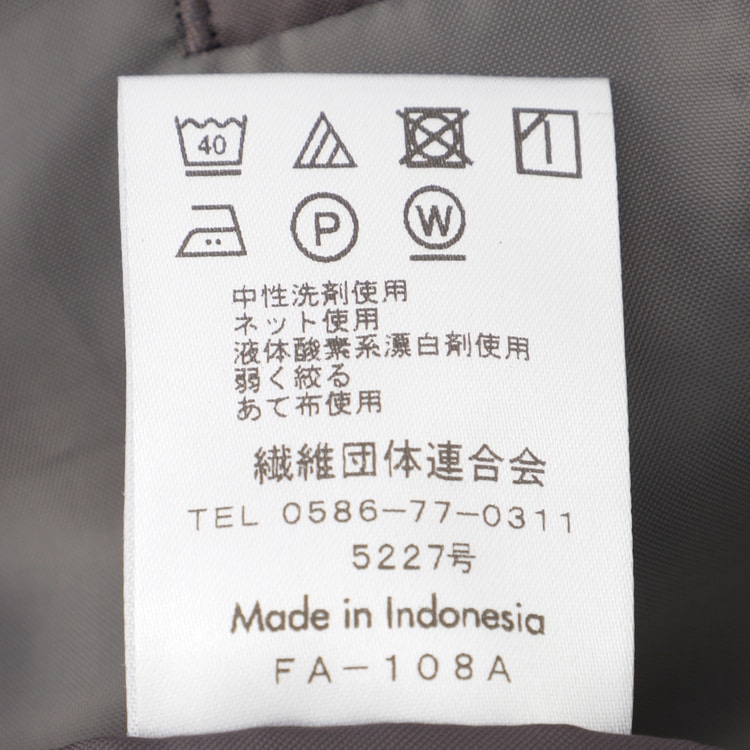 40
P W
中性洗剤使用
ネット使用
液体酸素系漂白剤使用
弱く絞る
あて布使用
繊維団体連合会
TEL 0586-77-0311
5227号
Made in Indonesia
FA-108A